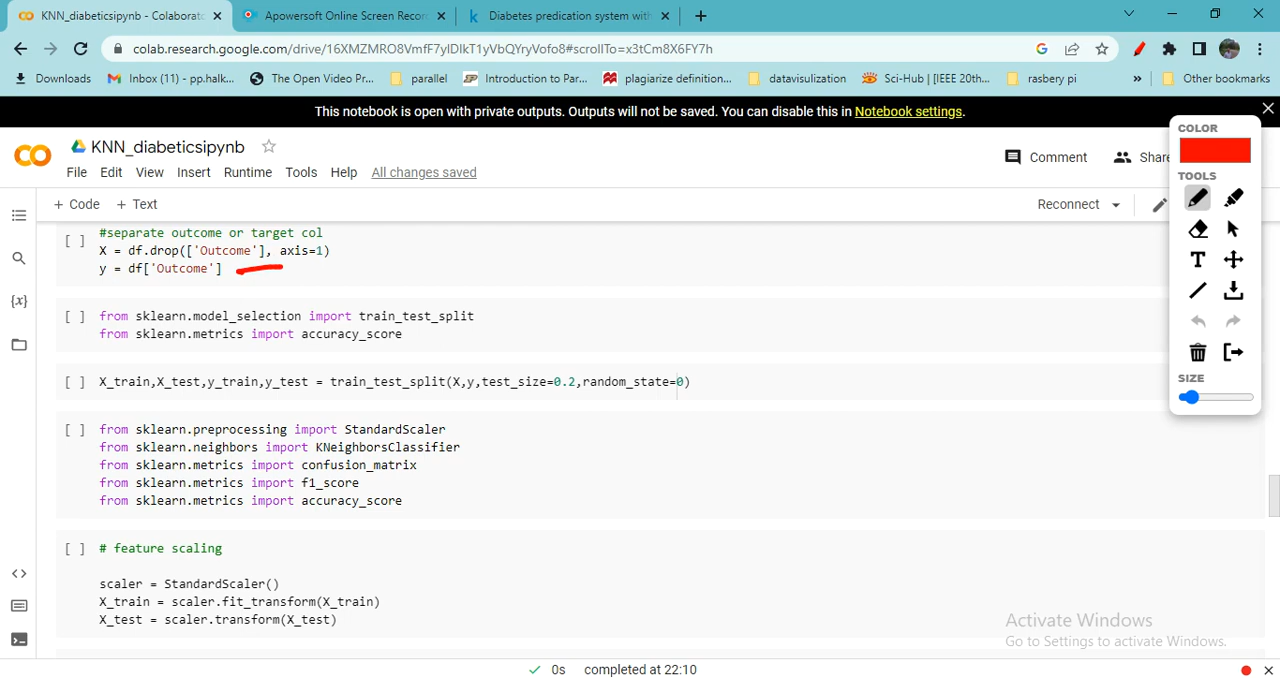 KNN_diabeticsipynb - Colaborato
Apowersoft Online Screen Record
Diabetes predication system with
colab.research.google.com/drive/16XMZMRO8VmfF7yIDlkT1yVbQYryVofo8#scrollTo=x3tCm8X6FY7h
Downloads
Inbox (11) - pp.halk...
The Open Video Pr...
parallel
Introduction to Par...
plagiarize definition...
datavisulization
Sci-Hub | [IEEE 20th...
rasbery pi
»
Other bookmarks
This notebook is open with private outputs. Outputs will not be saved. You can disable this in Notebook settings.
KNN_diabeticsipynb
Comment
Share
File Edit View Insert Runtime Tools Help All changes saved
+ Code + Text
Reconnect
COLOR
TOOLS
SIZE
[ ] #separate outcome or target col
X = df.drop(['Outcome'], axis=1)
y = df['Outcome']
[ ] from sklearn.model_selection import train_test_split
from sklearn.metrics import accuracy_score
[ ] X_train,X_test,y_train,y_test = train_test_split(X,y,test_size=0.2,random_state=0)
[ ] from sklearn.preprocessing import StandardScaler
from sklearn.neighbors import KNeighborsClassifier
from sklearn.metrics import confusion_matrix
from sklearn.metrics import f1_score
from sklearn.metrics import accuracy_score
[ ] # feature scaling
scaler = StandardScaler()
X_train = scaler.fit_transform(X_train)
X_test = scaler.transform(X_test)
Activate Windows
Go to Settings to activate Windows.
0s completed at 22:10